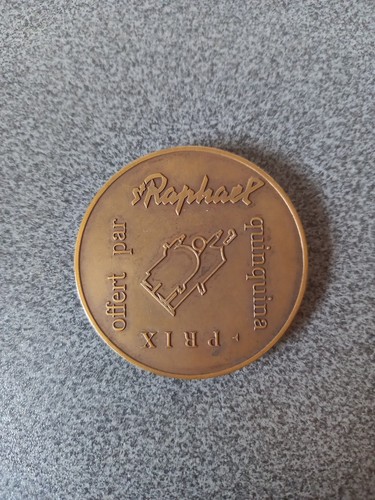 PRIX
offert par
St Raphael
quinquina